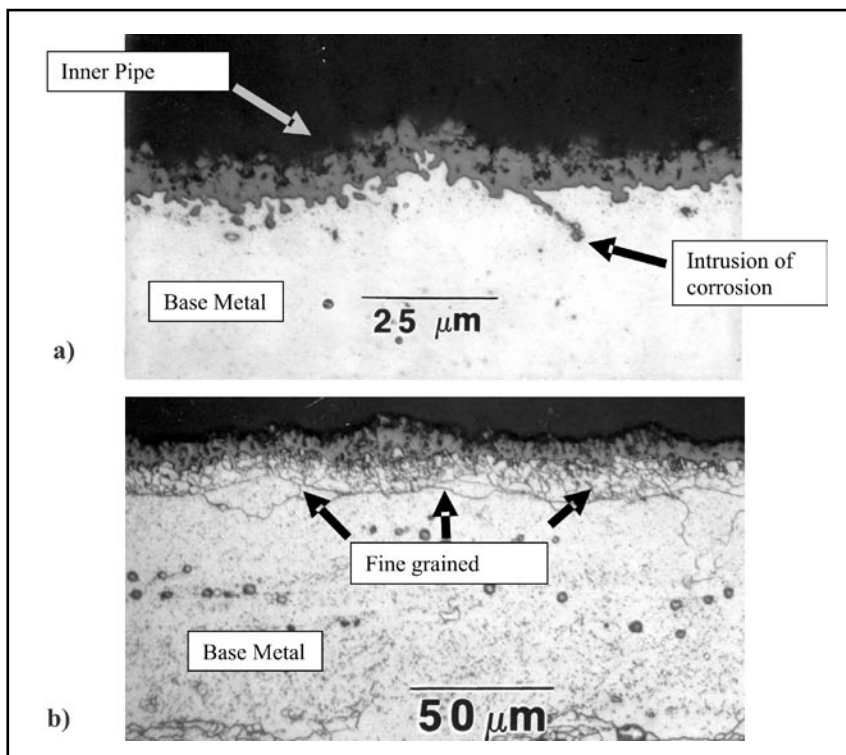 Inner Pipe
Intrusion of
corrosion
Base Metal
25 μm
a)
Fine grained
Base Metal
50 μm
b)